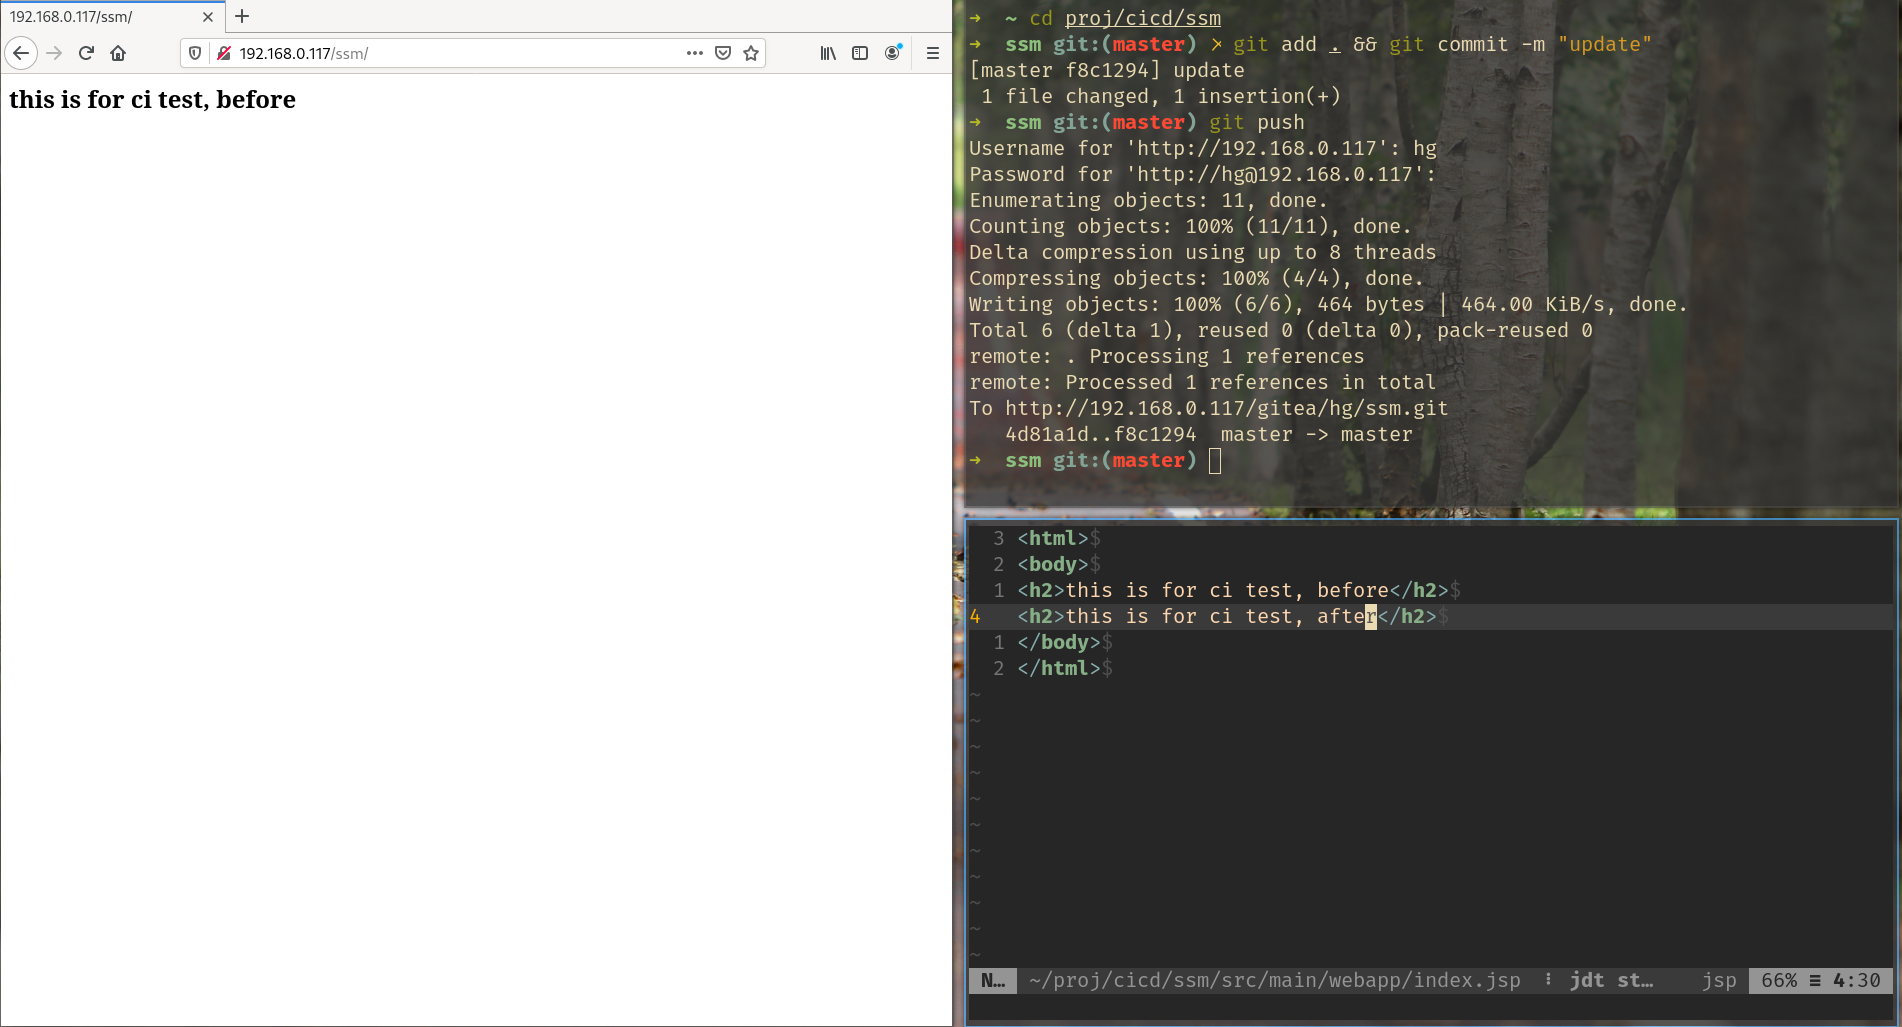 192.168.0.117/ssm/
192.168.0.117/ssm/
this is for ci test, before
➜  ~ cd proj/cicd/ssm
➜  ssm git:(master) ✗ git add . && git commit -m "update"
[master f8c1294] update
 1 file changed, 1 insertion(+)
➜  ssm git:(master) git push
Username for 'http://192.168.0.117': hg
Password for 'http://hg@192.168.0.117':
Enumerating objects: 11, done.
Counting objects: 100% (11/11), done.
Delta compression using up to 8 threads
Compressing objects: 100% (4/4), done.
Writing objects: 100% (6/6), 464 bytes | 464.00 KiB/s, done.
Total 6 (delta 1), reused 0 (delta 0), pack-reused 0
remote: . Processing 1 references
remote: Processed 1 references in total
To http://192.168.0.117/gitea/hg/ssm.git
   4d81a1d..f8c1294  master -> master
➜  ssm git:(master)
  3 <html>$
  2 <body>$
  1 <h2>this is for ci test, before</h2>$
4   <h2>this is for ci test, after</h2>$
  1 </body>$
  2 </html>$
~
~
~
~
~
~
~
~
~
~
~
N… ~/proj/cicd/ssm/src/main/webapp/index.jsp ⋮ jdt st… jsp 66% ≡ 4:30